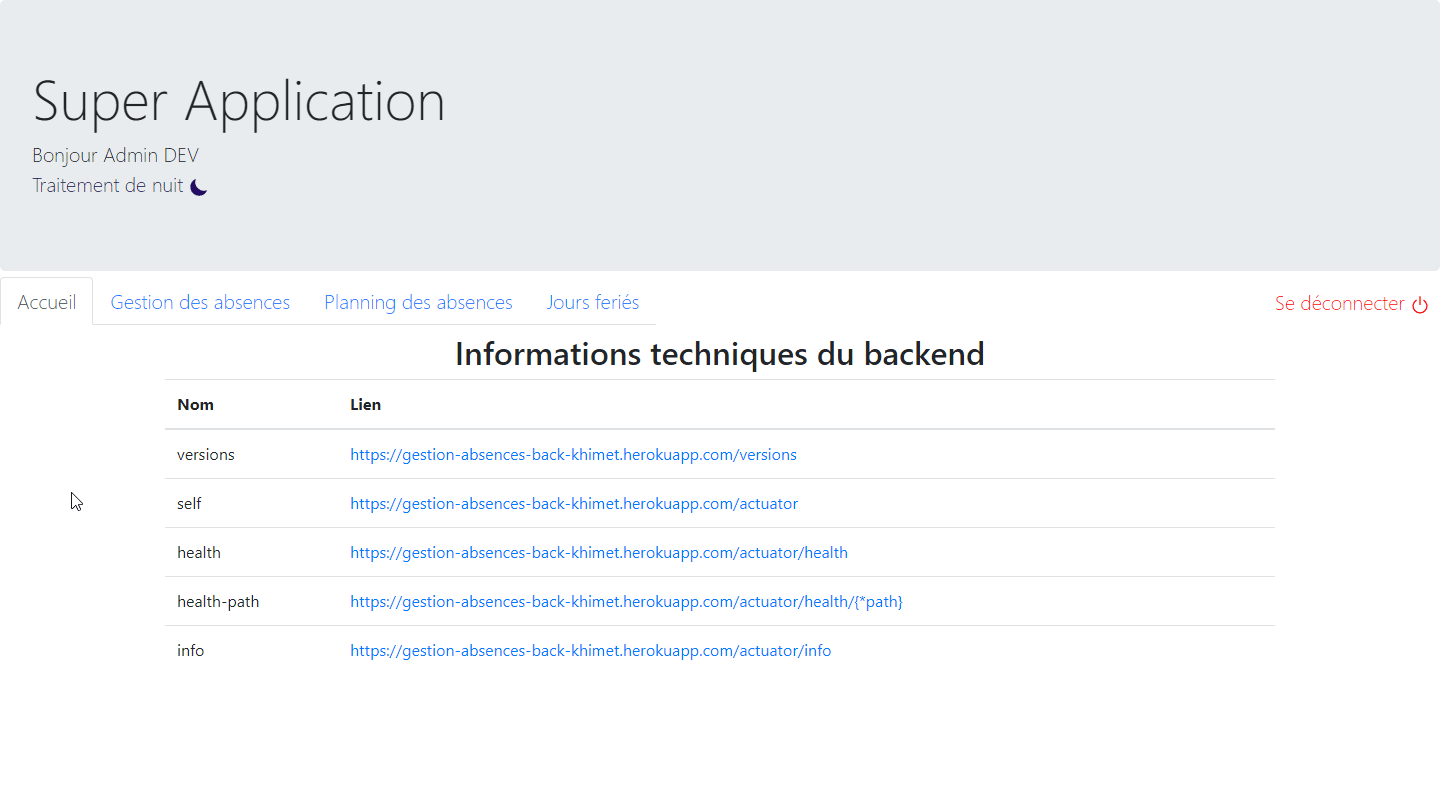 Super Application
Bonjour Admin DEV
Traitement de nuit
Accueil Gestion des absences Planning des absences Jours feriés Se déconnecter
Informations techniques du backend
Nom Lien
versions https://gestion-absences-back-khimet.herokuapp.com/versions
self https://gestion-absences-back-khimet.herokuapp.com/actuator
health https://gestion-absences-back-khimet.herokuapp.com/actuator/health
health-path https://gestion-absences-back-khimet.herokuapp.com/actuator/health/{*path}
info https://gestion-absences-back-khimet.herokuapp.com/actuator/info